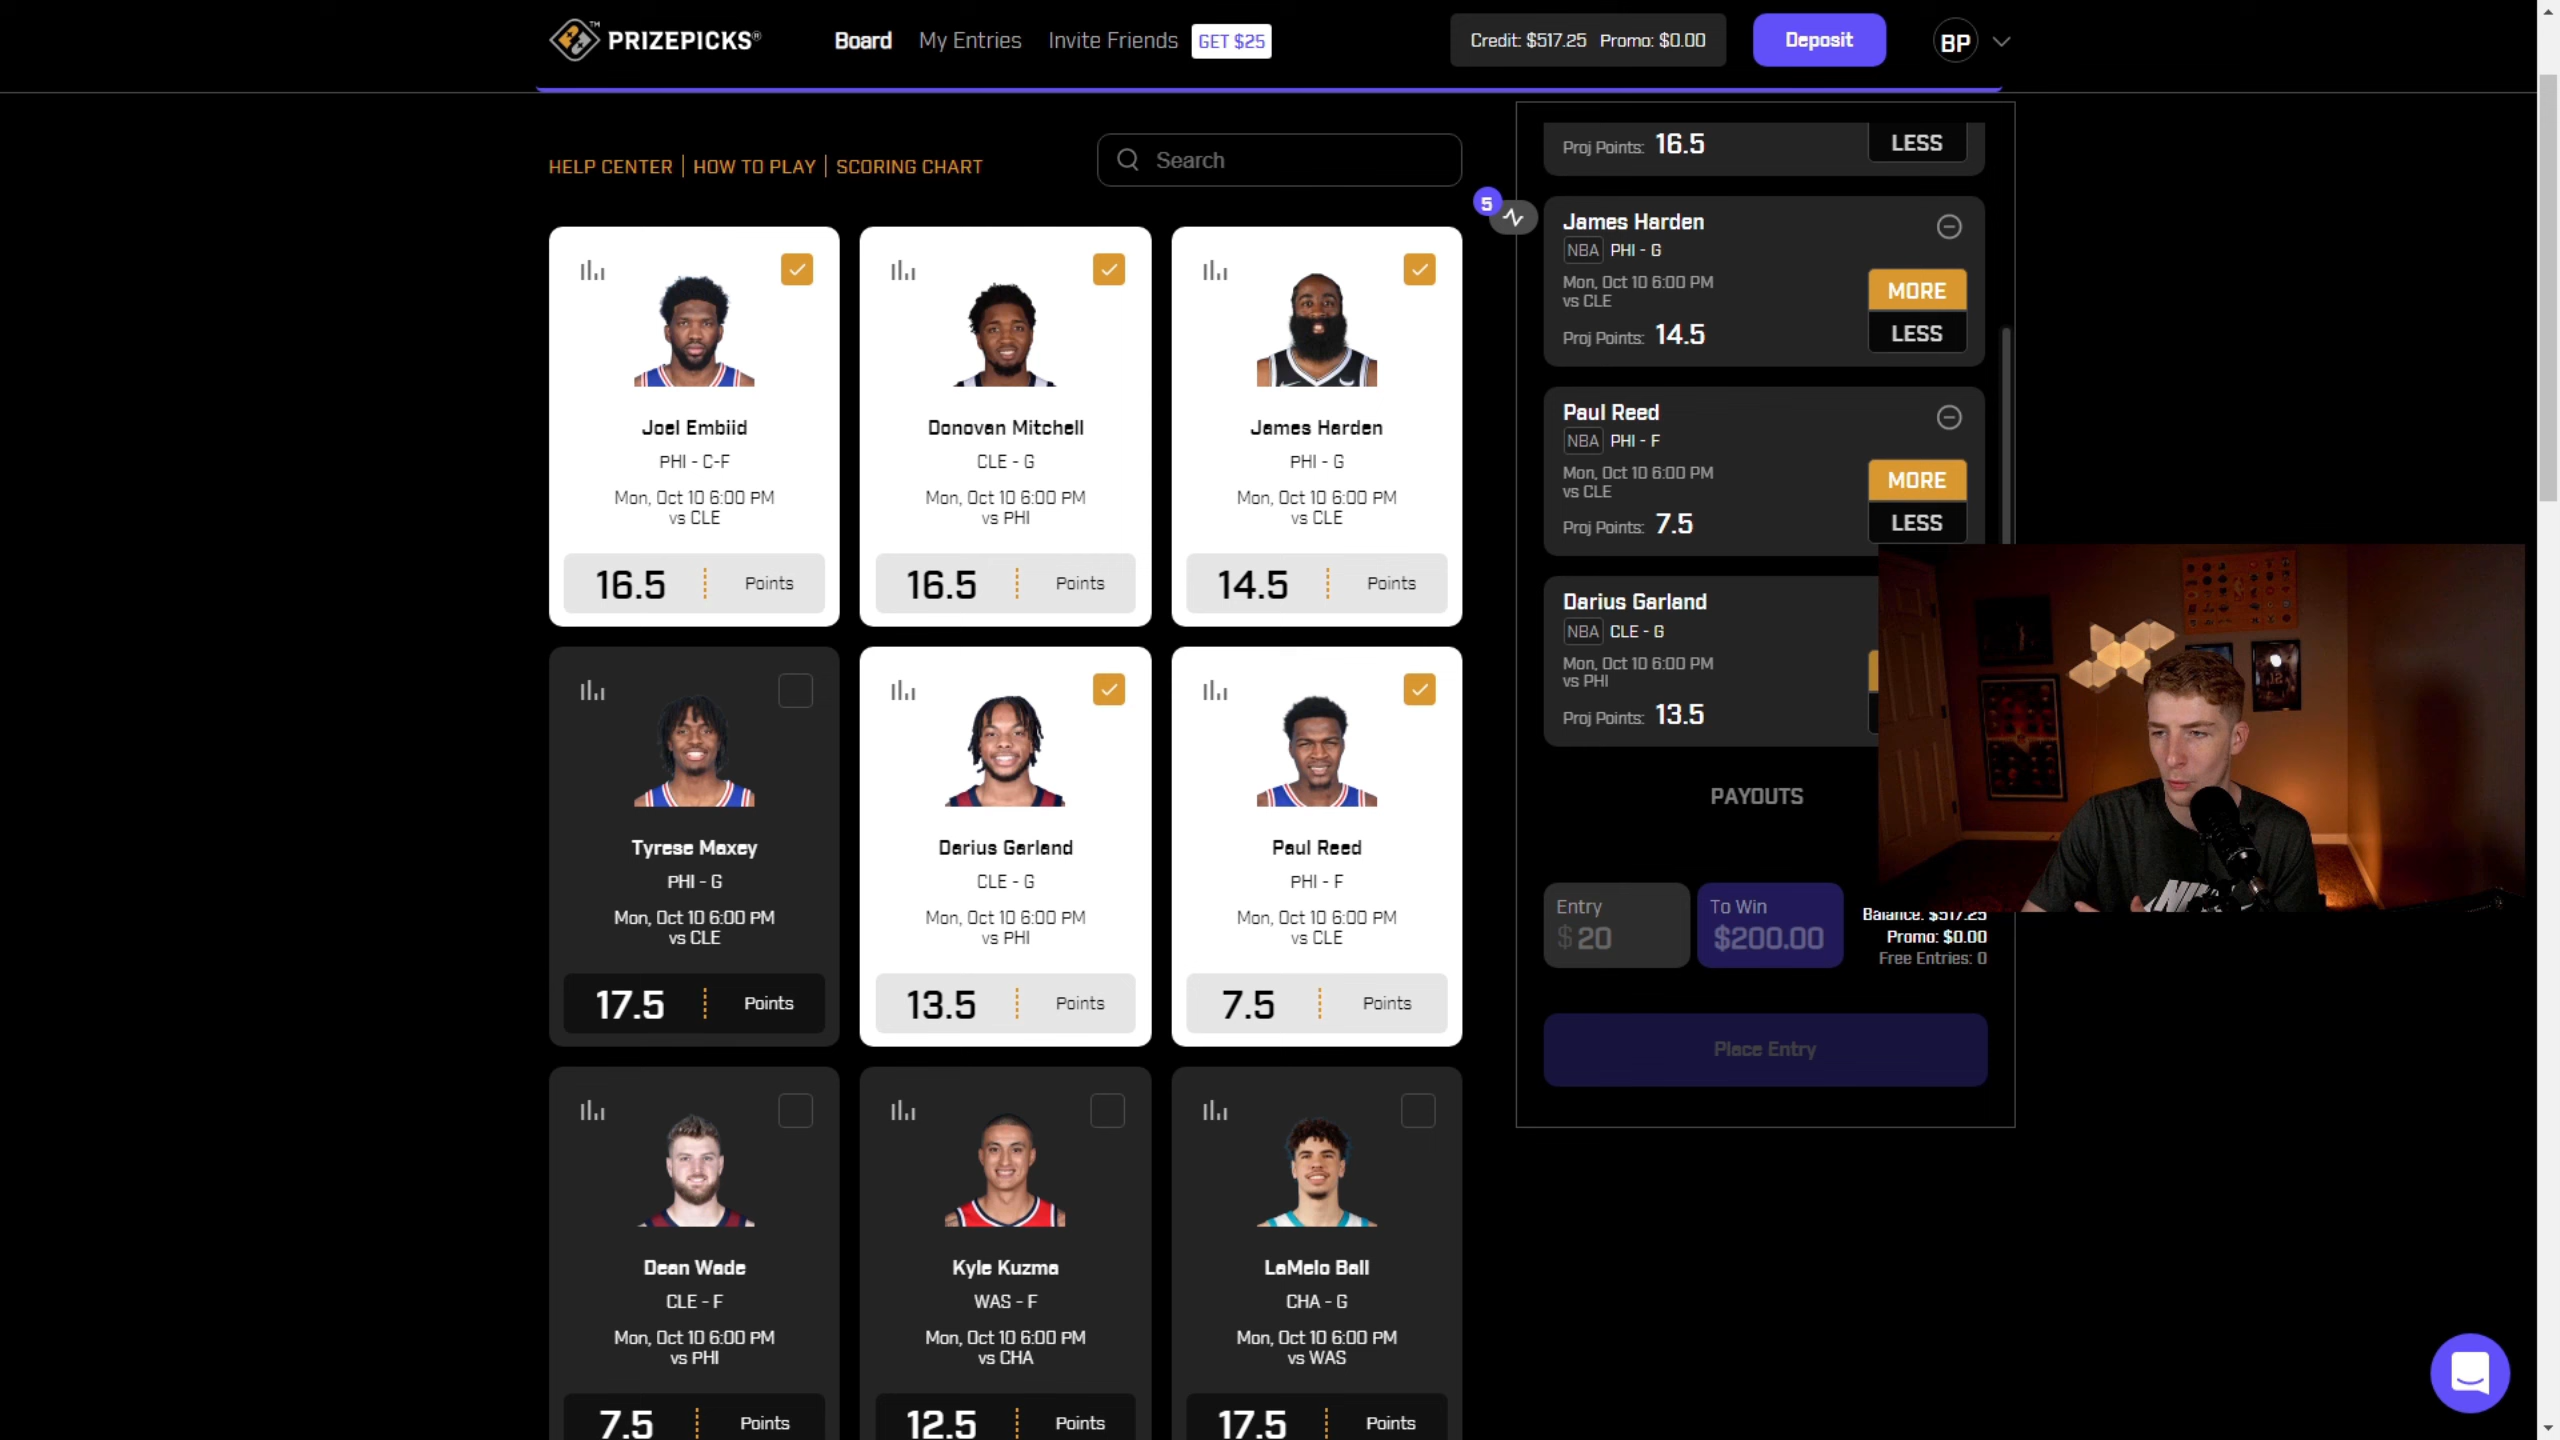 PRIZEPICKS®
Board
My Entries
Invite Friends
GET $25
Credit: $517.25 Promo: $0.00
Deposit
BP
HELP CENTER | HOW TO PLAY | SCORING CHART
Search
5
Joel Embiid
PHI - C-F
Mon, Oct 10 6:00 PM
vs CLE
16.5 Points
Donovan Mitchell
CLE - G
Mon, Oct 10 6:00 PM
vs PHI
16.5 Points
James Harden
PHI - G
Mon, Oct 10 6:00 PM
vs CLE
14.5 Points
Tyrese Maxey
PHI - G
Mon, Oct 10 6:00 PM
vs CLE
17.5 Points
Darius Garland
CLE - G
Mon, Oct 10 6:00 PM
vs PHI
13.5 Points
Paul Reed
PHI - F
Mon, Oct 10 6:00 PM
vs CLE
7.5 Points
Dean Wade
CLE - F
Mon, Oct 10 6:00 PM
vs PHI
7.5 Points
Kyle Kuzma
WAS - F
Mon, Oct 10 6:00 PM
vs CHA
12.5 Points
LaMelo Ball
CHA - G
Mon, Oct 10 6:00 PM
vs WAS
17.5 Points
Proj Points: 16.5
LESS
James Harden
NBA PHI - G
Mon, Oct 10 6:00 PM
vs CLE
Proj Points: 14.5
MORE
LESS
Paul Reed
NBA PHI - F
Mon, Oct 10 6:00 PM
vs CLE
Proj Points: 7.5
MORE
LESS
Darius Garland
NBA CLE - G
Mon, Oct 10 6:00 PM
vs PHI
Proj Points: 13.5
PAYOUTS
Entry
$ 20
To Win
$200.00
Balance: $517.25
Promo: $0.00
Free Entries: 0
Place Entry